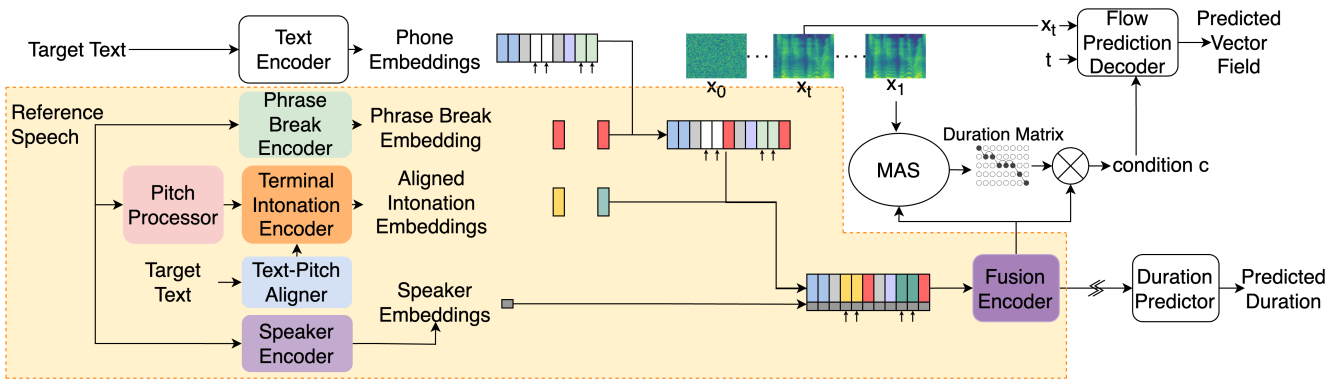 Target Text
Text
Encoder
Phone
Embeddings
x0
xt
x1
xt
t
Flow
Prediction
Decoder
Predicted
Vector
Field
Reference
Speech
Phrase
Break
Encoder
Phrase Break
Embedding
Pitch
Processor
Terminal
Intonation
Encoder
Aligned
Intonation
Embeddings
MAS
Duration Matrix
condition c
Target
Text
Text-Pitch
Aligner
Speaker
Embeddings
Speaker
Encoder
Fusion
Encoder
Duration
Predictor
Predicted
Duration